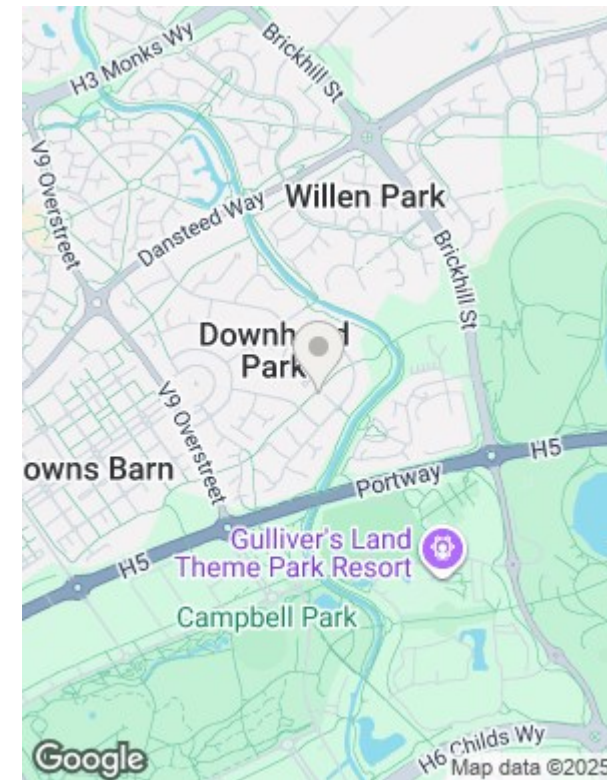 H3 Monks Wy
Brickhill St
V9 Overstreet
Willen Park
Dansteed Way
Brickhill St
Park
V9 Overstreet
owns Barn
H5
Portway
Gulliver's Land
Theme Park Resort
H5
Campbell Park
H6 Childs Wy
Google
Map data ©2025